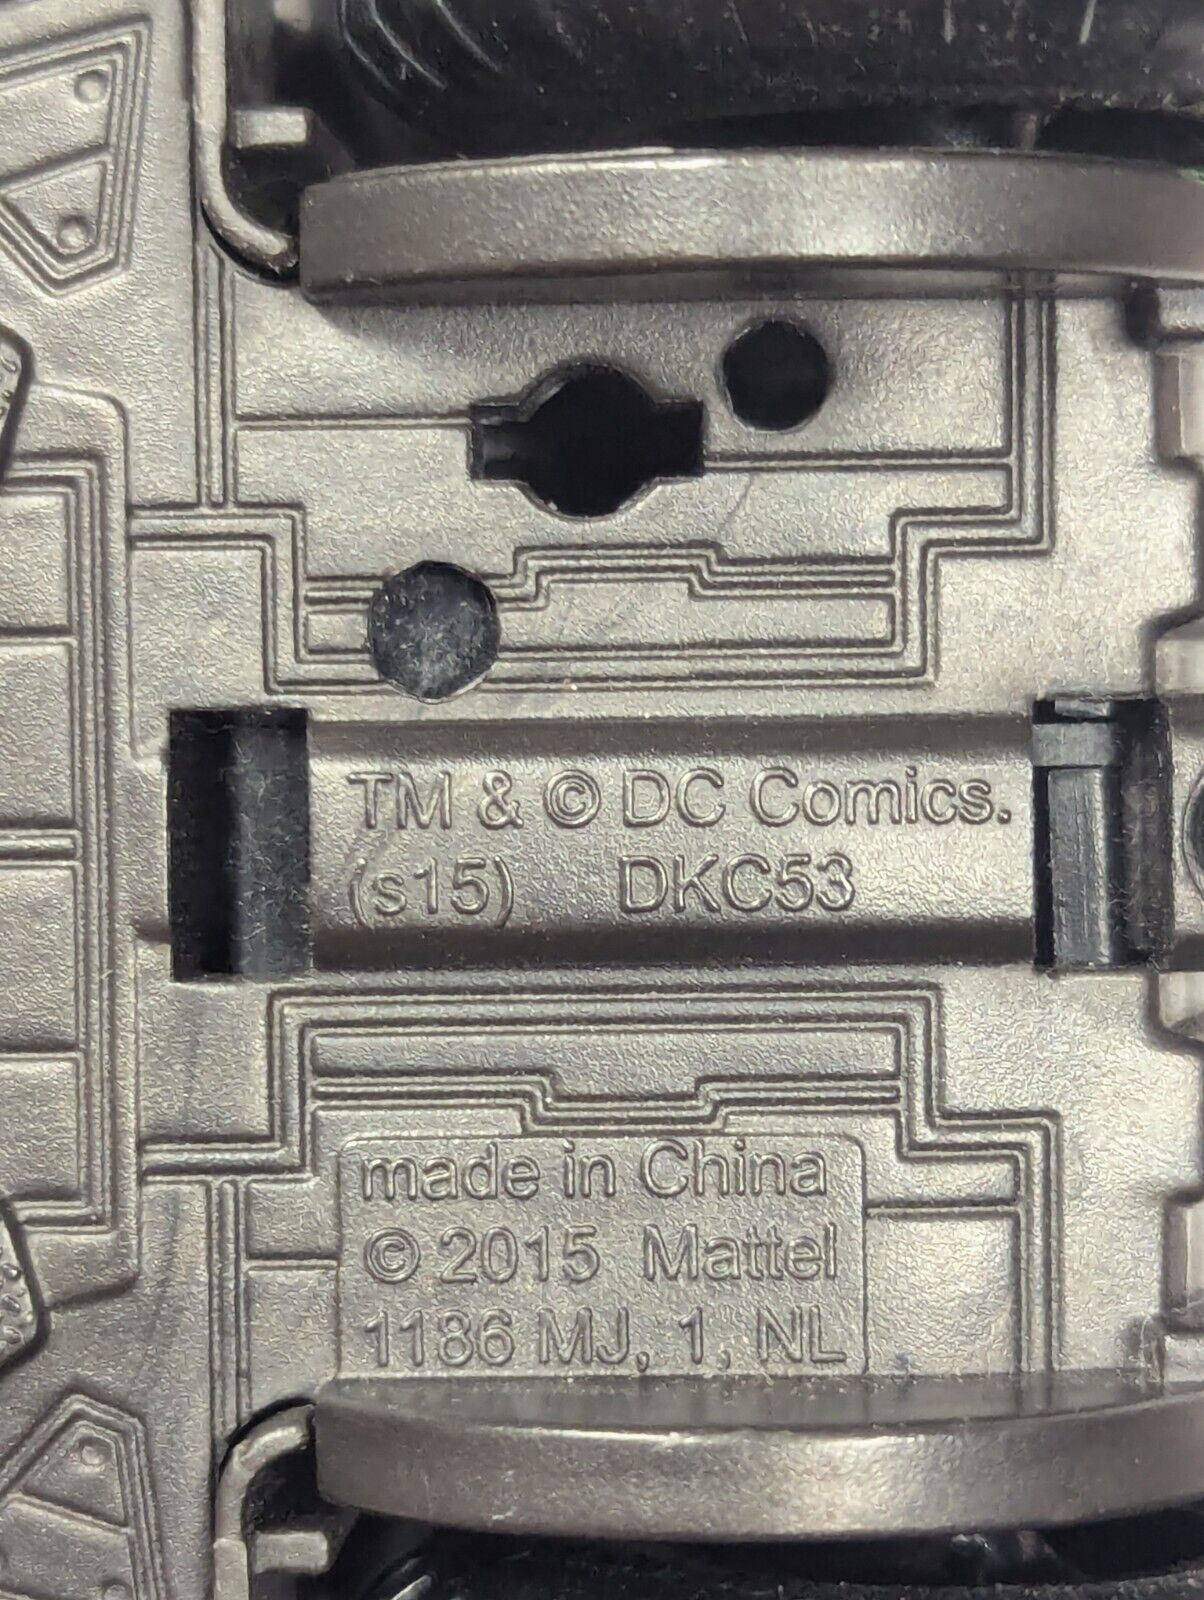 TM & © DC Comics.
(s15) DKC53
made in China
© 2015 Mattel
1186 MJ, 1, NL